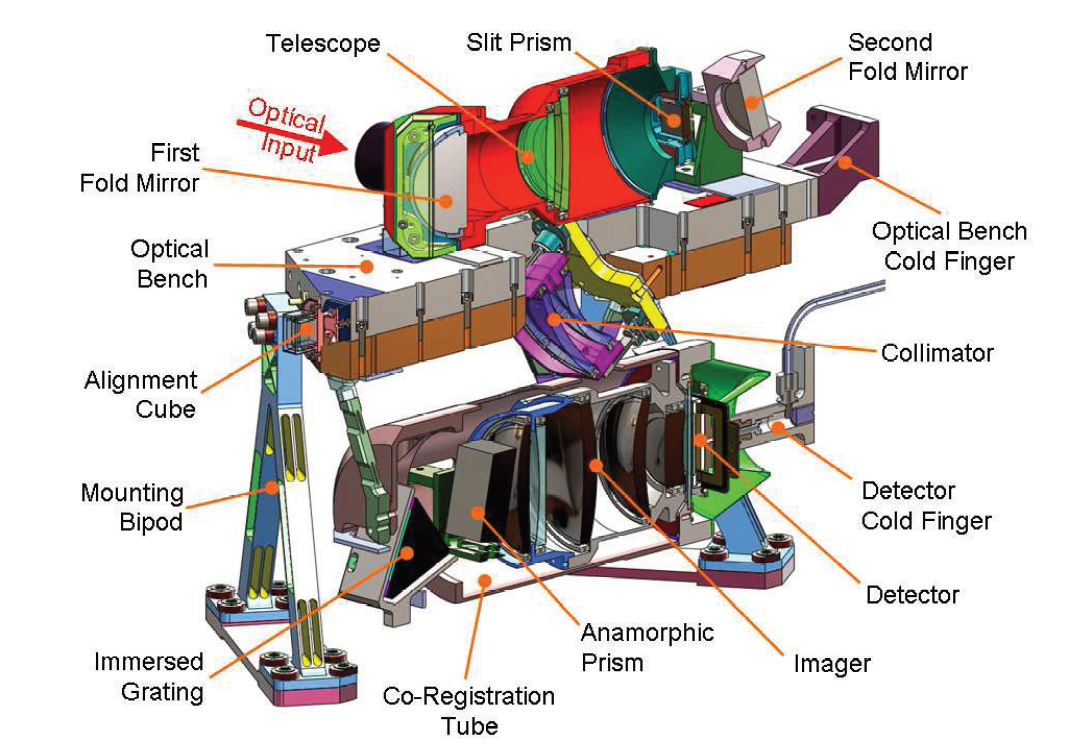 Telescope
Slit Prism
Second
Fold Mirror
Optical
Input
First
Fold Mirror
Optical
Bench
Optical Bench
Cold Finger
Alignment
Cube
Collimator
Mounting
Bipod
Detector
Cold Finger
Detector
Immersed
Grating
Co-Registration
Tube
Anamorphic
Prism
Imager